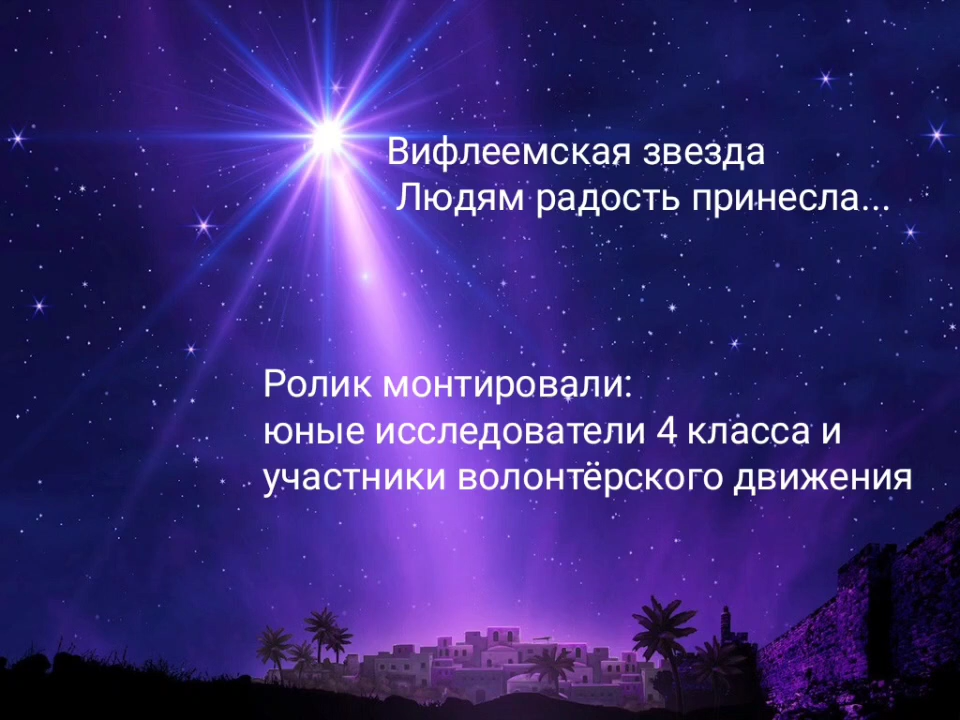 Вифлеемская звезда
Людям радость принесла...
Ролик монтировали:
юные исследователи 4 класса и
участники волонтёрского движения